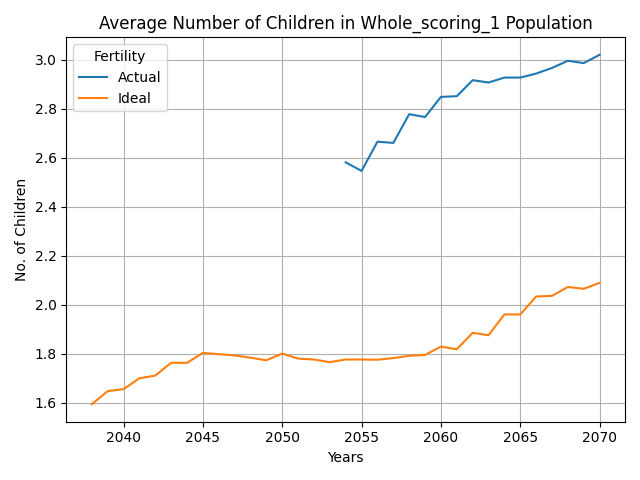 Average Number of Children in Whole_scoring_1 Population
Fertility
Actual
Ideal
3.0
2.8
2.6
2.4
2.2
2.0
1.8
1.6
No. of Children
2040
2045
2050
2055
2060
2065
2070
Years